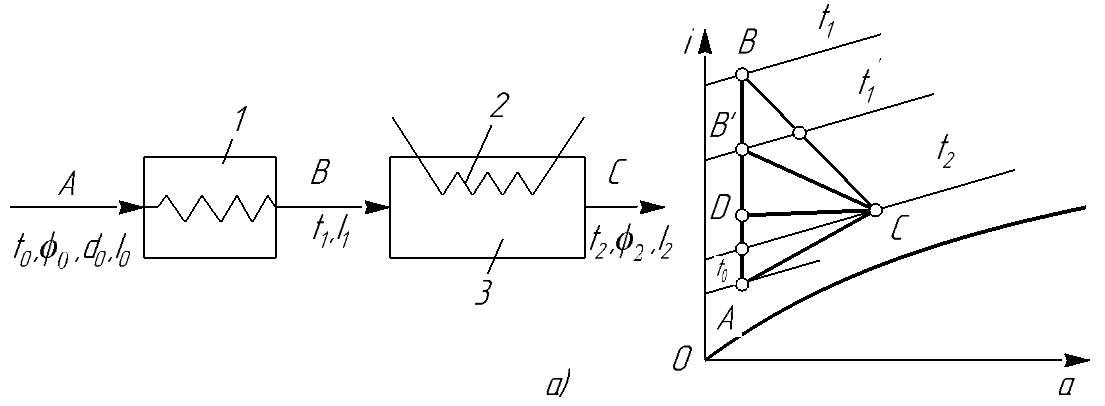 1
2
A
B
C
t₀,ϕ₀,d₀,I₀
t₁,I₁
t₂,ϕ₂,I₂
3
i
B
t₁
B'
t₁'
t₂
D
C
t₀
A
O
a
a)